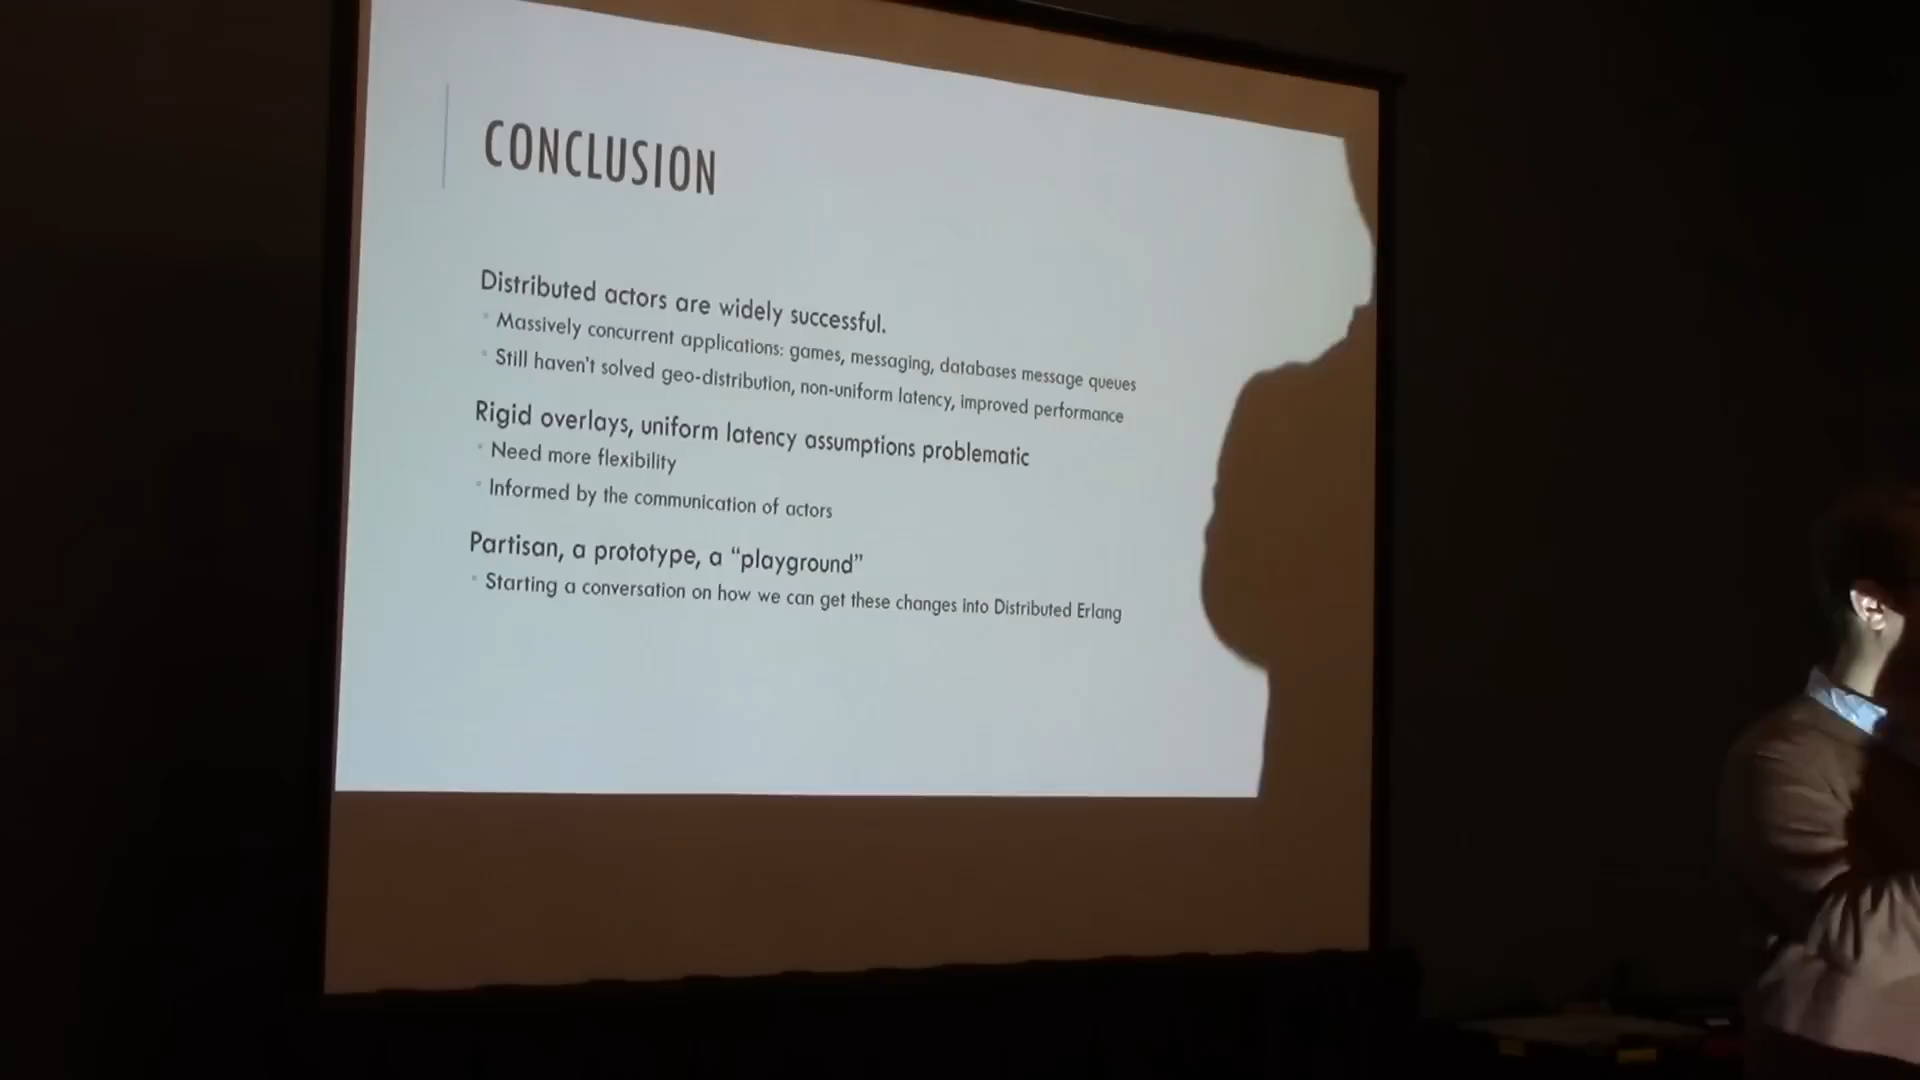 CONCLUSION
Distributed actors are widely successful.
Massively concurrent applications: games, messaging, databases message queues
Still haven't solved geo-distribution, non-uniform latency, improved performance
Rigid overlays, uniform latency assumptions problematic
Need more flexibility
Informed by the communication of actors
Partisan, a prototype, a “playground”
Starting a conversation on how we can get these changes into Distributed Erlang